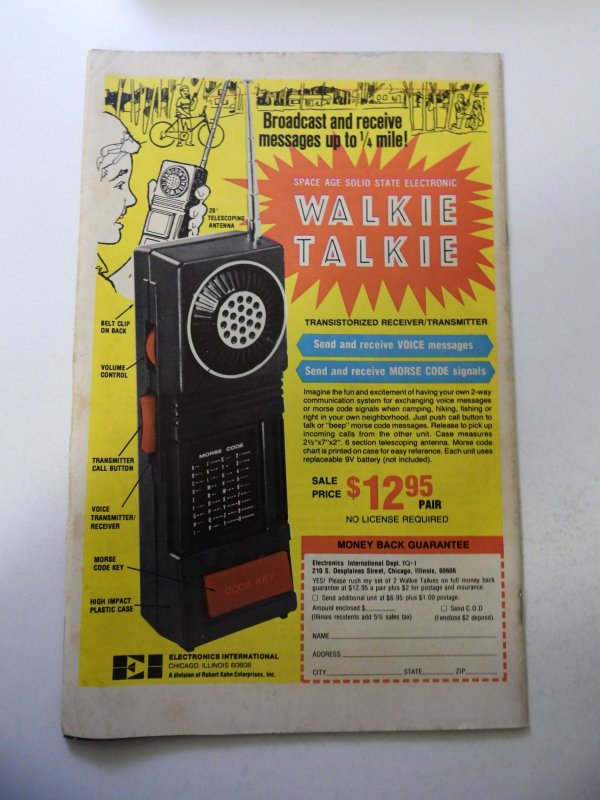 Broadcast and receive
messages up to 1/4 mile!
SPACE AGE SOLID STATE ELECTRONIC
WALKIE
TALKIE
28"
TELESCOPING
ANTENNA
BELT CLIP
ON BACK
VOLUME
CONTROL
TRANSMITTER
CALL BUTTON
VOICE
TRANSMITTER/
RECEIVER
MORSE
CODE KEY
HIGH IMPACT
PLASTIC CASE
MORSE CODE
CODE KEY
TRANSISTORIZED RECEIVER/TRANSMITTER
Send and receive VOICE messages
Send and receive MORSE CODE signals
Imagine the fun and excitement of having your own 2-way
communication system for exchanging voice messages
or morse code signals when camping, hiking, fishing or
right in your own neighborhood. Just push call button to
talk or "beep" morse code messages. Release to pick up
incoming calls from the other unit. Case measures
2½"x7"x2". 6 section telescoping antenna. Morse code
chart is printed on case for easy reference. Each unit uses
replaceable 9V battery (not included).
SALE
PRICE $12.95
PAIR
NO LICENSE REQUIRED
MONEY BACK GUARANTEE
Electronics International Dept. TQ-1
210 S. Desplaines Street, Chicago, Illinois, 60606
YES! Please rush my set of 2 Walkie Talkies on full money back
guarantee at $12.95 a pair plus $2 for postage and insurance.
Send additional unit at $6.95 plus $1.00 postage.
Amount enclosed $ Send C.O.D
(Illinois residents add 5% sales tax) (I enclose $2 deposit)
NAME
ADDRESS
CITY STATE ZIP
EI ELECTRONICS INTERNATIONAL
CHICAGO, ILLINOIS 60606
A division of Robert Kahn Enterprises, Inc.